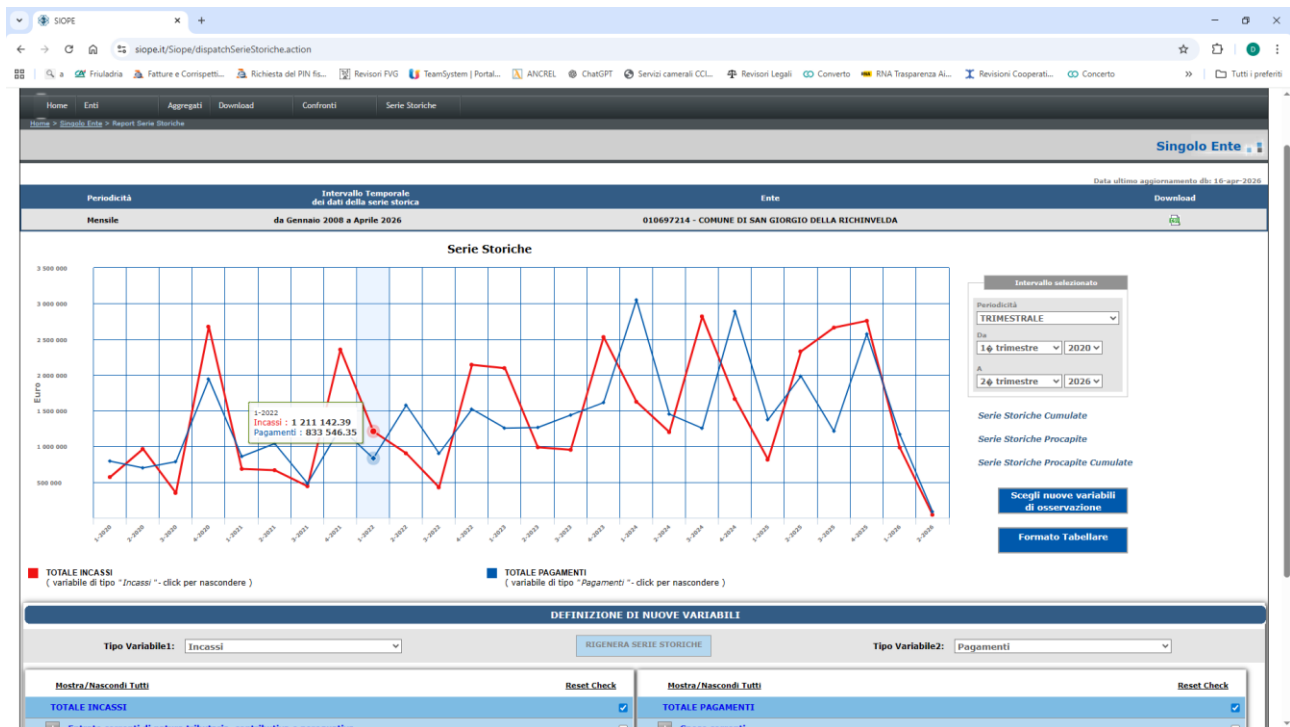 SIOPE
siope.it/Siope/dispatchSerieStoriche.action
a Friuladria Fatture e Corrispetti... Richiesta del PIN fis... Revisori FVG TeamSystem | Portal... ANCREL ChatGPT Servizi camerali CCI... Revisori Legali Converto RNA Trasparenza Ai... Revisioni Cooperati... Concerto » Tutti i preferiti
Home Enti Aggregati Download Confronti Serie Storiche
Home > Singolo Ente > Report Serie Storiche
Singolo Ente
Data ultimo aggiornamento db: 16-apr-2026
Periodicità Intervallo Temporale dei dati della serie storica Ente Download
Mensile da Gennaio 2008 a Aprile 2026 010697214 - COMUNE DI SAN GIORGIO DELLA RICHINVELDA
Serie Storiche
3 500 000
3 000 000
2 500 000
2 000 000
1 500 000
1 000 000
500 000
Euro
1-2022
Incassi : 1 211 142.39
Pagamenti : 833 546.35
1-2020 2-2020 3-2020 4-2020 1-2021 2-2021 3-2021 4-2021 1-2022 2-2022 3-2022 4-2022 1-2023 2-2023 3-2023 4-2023 1-2024 2-2024 3-2024 4-2024 1-2025 2-2025 3-2025 4-2025 1-2026 2-2026
Intervallo selezionato
Periodicità
TRIMESTRALE
Da
1� trimestre 2020
A
2� trimestre 2026
Serie Storiche Cumulate
Serie Storiche Procapite
Serie Storiche Procapite Cumulate
Scegli nuove variabili
di osservazione
Formato Tabellare
TOTALE INCASSI
( variabile di tipo "Incassi "- click per nascondere )
TOTALE PAGAMENTI
( variabile di tipo "Pagamenti "- click per nascondere )
DEFINIZIONE DI NUOVE VARIABILI
Tipo Variabile1: Incassi RIGENERA SERIE STORICHE Tipo Variabile2: Pagamenti
Mostra/Nascondi Tutti Reset Check Mostra/Nascondi Tutti Reset Check
TOTALE INCASSI TOTALE PAGAMENTI